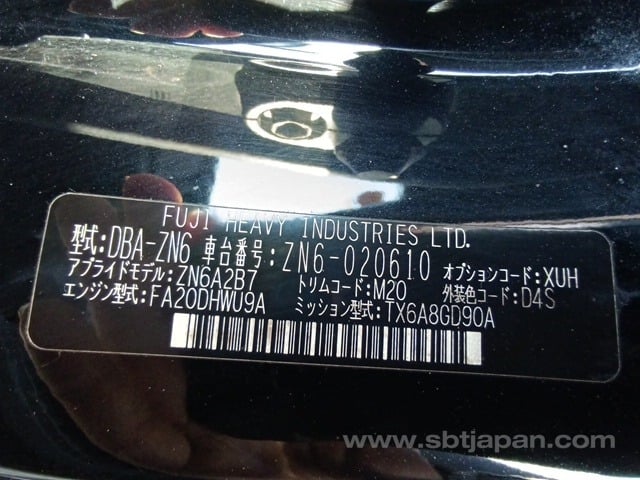 FUJI HEAVY INDUSTRIES LTD.
型式:DBA-ZN6 車台番号:ZN6-020610 オプションコード:XUH
アプライドモデル:ZN6A2B7 トリムコード:M20 外装色コード:D4S
エンジン型式:FA20DHWU9A ミッション型式:TX6A8GD90A
www.sbtjapan.com